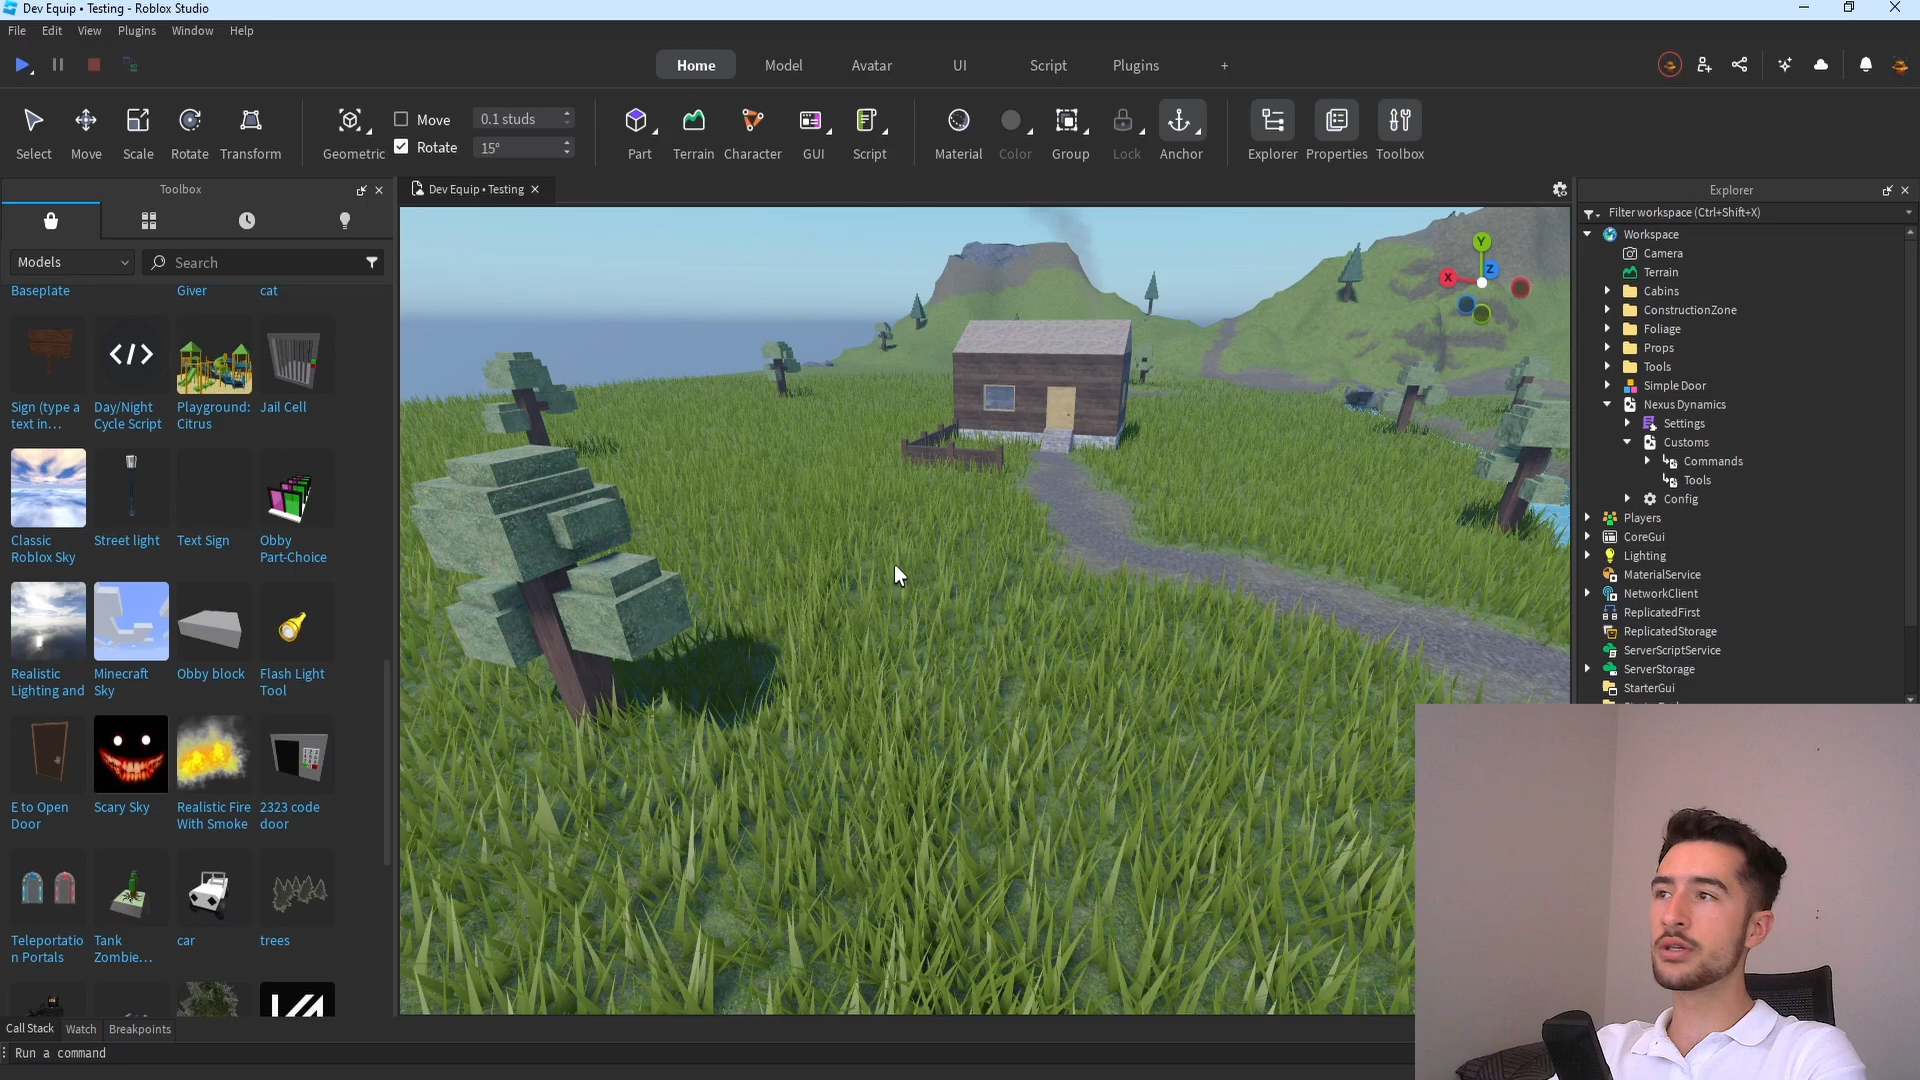 Dev Equip • Testing - Roblox Studio
File Edit View Plugins Window Help
Home Model Avatar UI Script Plugins +
Select Move Scale Rotate Transform Geometric
Move 0.1 studs
Rotate 15°
Part Terrain Character GUI Script Material Color Group Lock Anchor Explorer Properties Toolbox
Toolbox
Dev Equip • Testing
Explorer
Models
Search
Filter workspace (Ctrl+Shift+X)
Baseplate
Giver
cat
Sign (type a
text in...
Day/Night
Cycle Script
Playground:
Citrus
Jail Cell
Classic
Roblox Sky
Street light
Text Sign
Obby
Part-Choice
Realistic
Lighting and
Minecraft
Sky
Obby block
Flash Light
Tool
E to Open
Door
Scary Sky
Realistic Fire
With Smoke
2323 code
door
Teleportatio
n Portals
Tank
Zombie...
car
trees
Y
X
Z
Workspace
Camera
Terrain
Cabins
ConstructionZone
Foliage
Props
Tools
Simple Door
Nexus Dynamics
Settings
Customs
Commands
Tools
Config
Players
CoreGui
Lighting
MaterialService
NetworkClient
ReplicatedFirst
ReplicatedStorage
ServerScriptService
ServerStorage
StarterGui
Call Stack Watch Breakpoints
Run a command